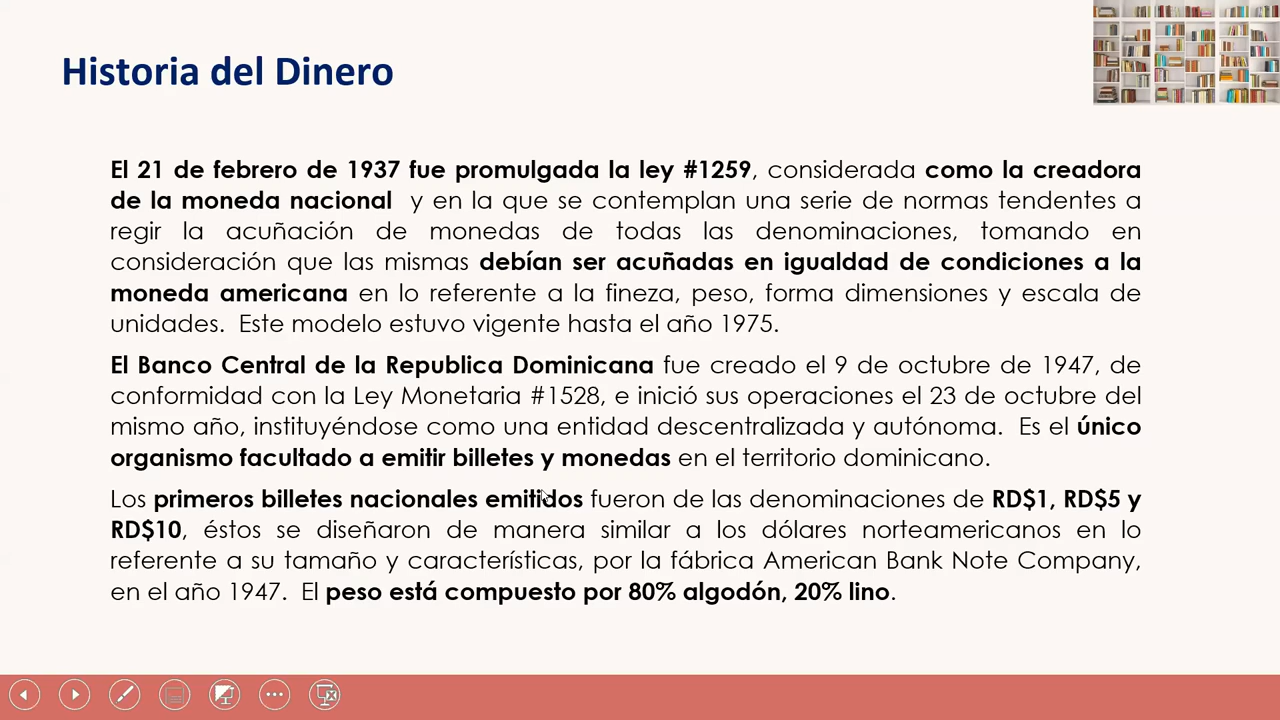 Historia del Dinero
El 21 de febrero de 1937 fue promulgada la ley #1259, considerada como la creadora
de la moneda nacional y en la que se contemplan una serie de normas tendentes a
regir la acuñación de monedas de todas las denominaciones, tomando en
consideración que las mismas debían ser acuñadas en igualdad de condiciones a la
moneda americana en lo referente a la fineza, peso, forma dimensiones y escala de
unidades. Este modelo estuvo vigente hasta el año 1975.
El Banco Central de la Republica Dominicana fue creado el 9 de octubre de 1947, de
conformidad con la Ley Monetaria #1528, e inició sus operaciones el 23 de octubre del
mismo año, instituyéndose como una entidad descentralizada y autónoma. Es el único
organismo facultado a emitir billetes y monedas en el territorio dominicano.
Los primeros billetes nacionales emitidos fueron de las denominaciones de RD$1, RD$5 y
RD$10, éstos se diseñaron de manera similar a los dólares norteamericanos en lo
referente a su tamaño y características, por la fábrica American Bank Note Company,
en el año 1947. El peso está compuesto por 80% algodón, 20% lino.